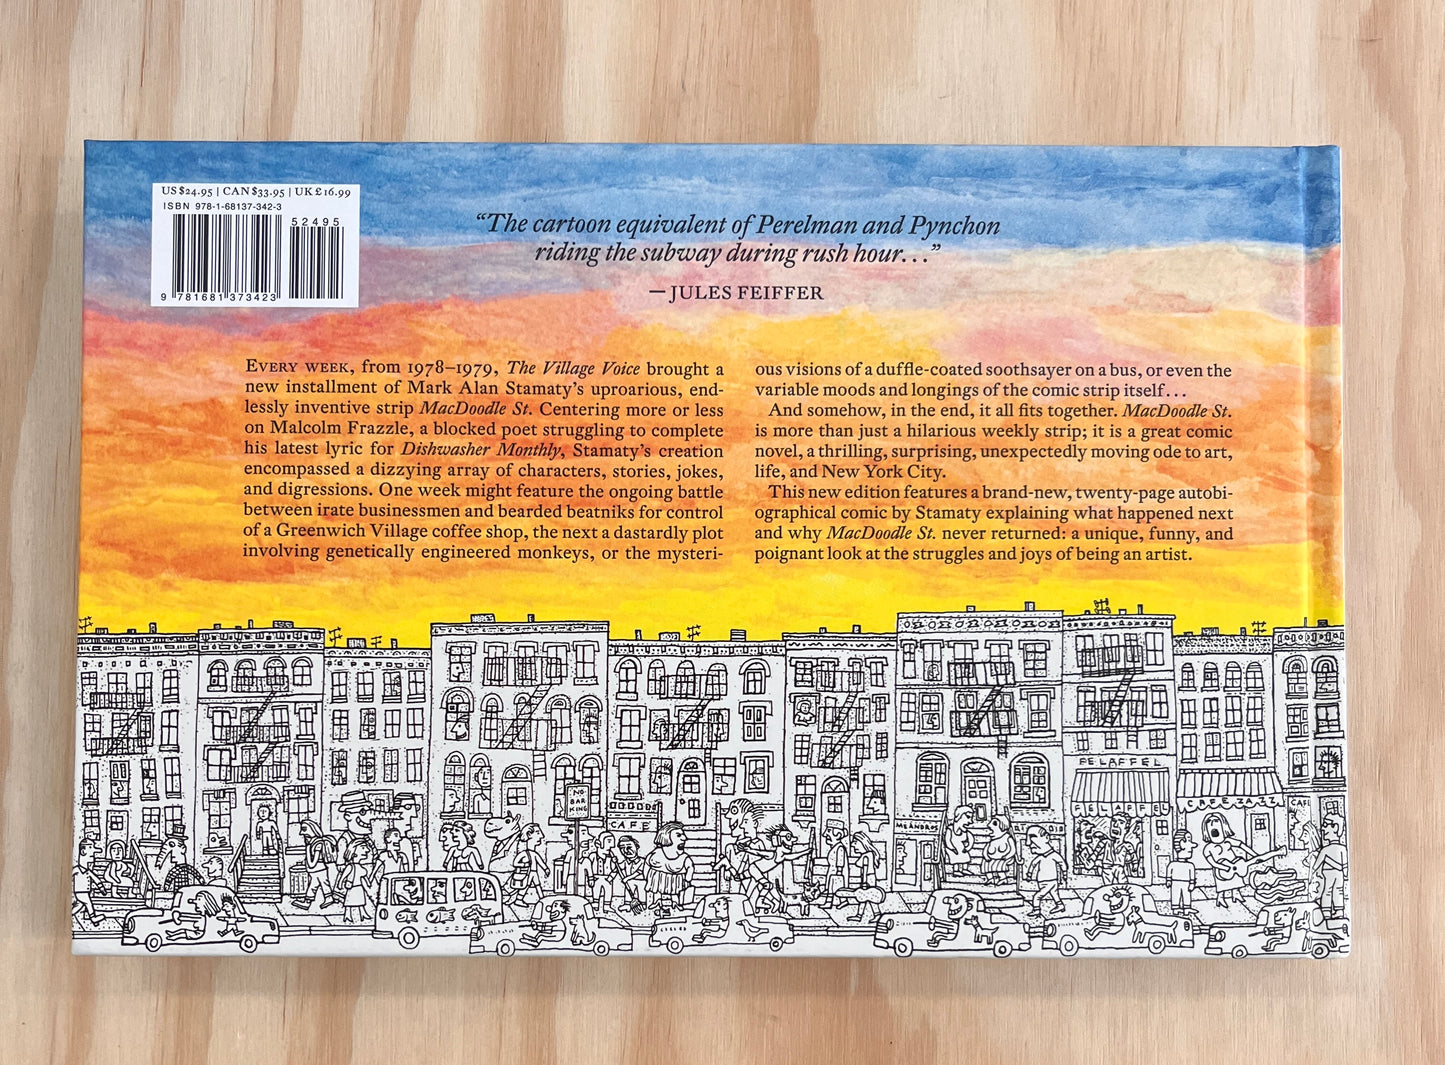 US $24.95 | CAN $33.95 | UK £16.99
ISBN 978-1-68137-342-3
52495
9 781681 373423
“The cartoon equivalent of Perelman and Pynchon
riding the subway during rush hour…”
— JULES FEIFFER
EVERY WEEK, from 1978–1979, The Village Voice brought a
new installment of Mark Alan Stamaty’s uproarious, end-
lessly inventive strip MacDoodle St. Centering more or less
on Malcolm Frazzle, a blocked poet struggling to complete
his latest lyric for Dishwasher Monthly, Stamaty’s creation
encompassed a dizzying array of characters, stories, jokes,
and digressions. One week might feature the ongoing battle
between irate businessmen and bearded beatniks for control
of a Greenwich Village coffee shop, the next a dastardly plot
involving genetically engineered monkeys, or the mysteri-
ous visions of a duffle-coated soothsayer on a bus, or even the
variable moods and longings of the comic strip itself…
And somehow, in the end, it all fits together. MacDoodle St.
is more than just a hilarious weekly strip; it is a great comic
novel, a thrilling, surprising, unexpectedly moving ode to art,
life, and New York City.
This new edition features a brand-new, twenty-page autobi-
ographical comic by Stamaty explaining what happened next
and why MacDoodle St. never returned: a unique, funny, and
poignant look at the struggles and joys of being an artist.
NO
BAR
KING
CAFE
FELAFFEL
FELAFFEL
CAFE JAZZ
CAFE